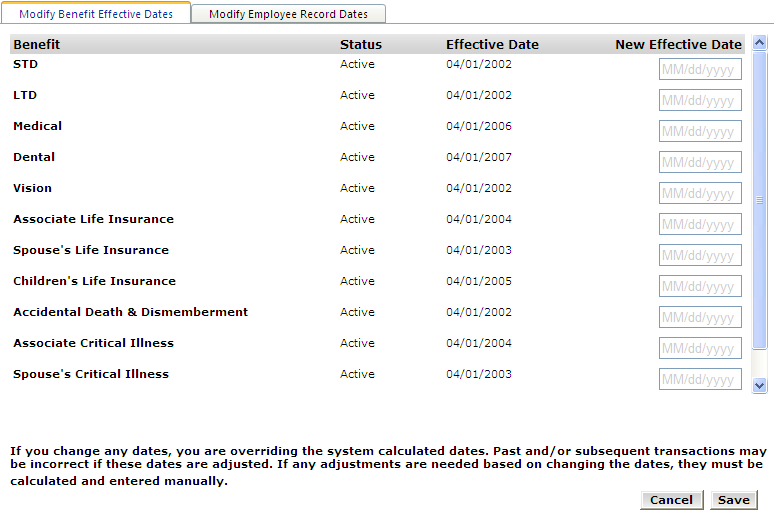 Modify Benefit Effective Dates Modify Employee Record Dates
Benefit Status Effective Date New Effective Date
STD Active 04/01/2002 MM/dd/yyyy
LTD Active 04/01/2002 MM/dd/yyyy
Medical Active 04/01/2006 MM/dd/yyyy
Dental Active 04/01/2007 MM/dd/yyyy
Vision Active 04/01/2002 MM/dd/yyyy
Associate Life Insurance Active 04/01/2004 MM/dd/yyyy
Spouse's Life Insurance Active 04/01/2003 MM/dd/yyyy
Children's Life Insurance Active 04/01/2005 MM/dd/yyyy
Accidental Death & Dismemberment Active 04/01/2002 MM/dd/yyyy
Associate Critical Illness Active 04/01/2004 MM/dd/yyyy
Spouse's Critical Illness Active 04/01/2003 MM/dd/yyyy
If you change any dates, you are overriding the system calculated dates. Past and/or subsequent transactions may
be incorrect if these dates are adjusted. If any adjustments are needed based on changing the dates, they must be
calculated and entered manually.
Cancel Save